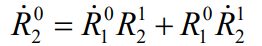 Ṙ₂⁰ = Ṙ₁⁰R₂¹ + R₁⁰Ṙ₂¹